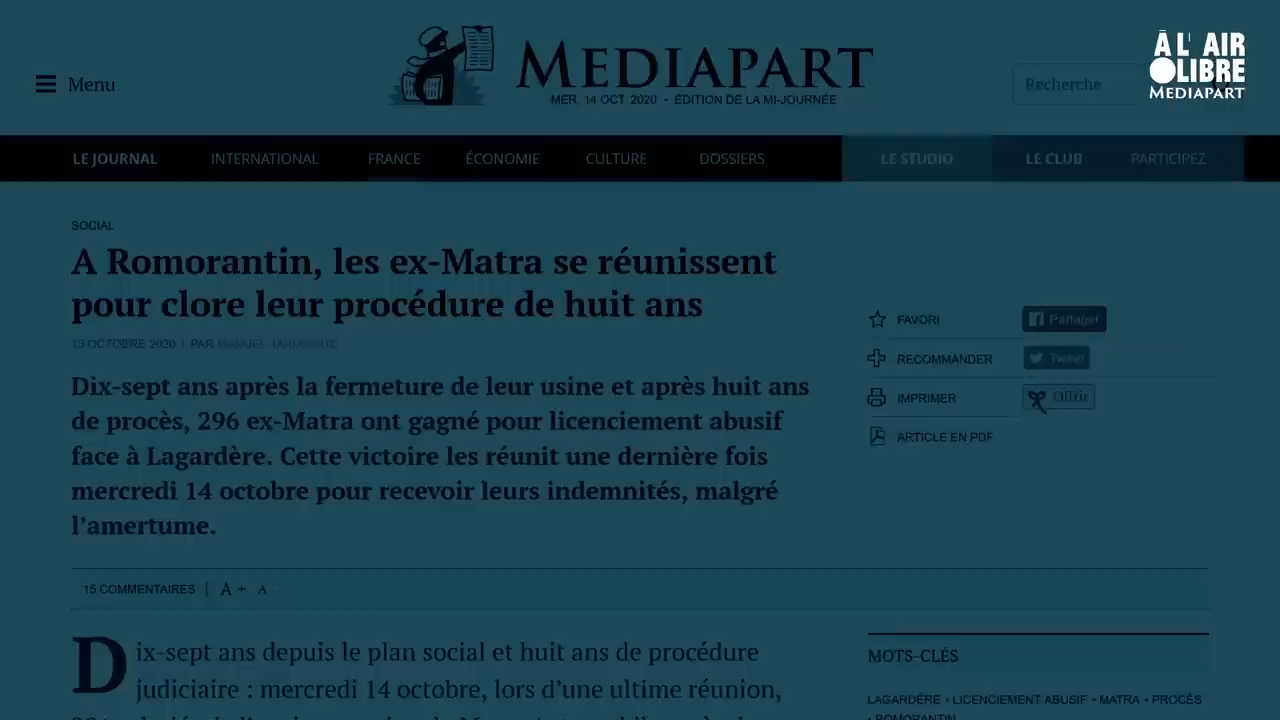 À L'AIR
LIBRE
MEDIAPART
Menu
MEDIAPART
MER. 14 OCT. 2020 - ÉDITION DE LA MI-JOURNÉE
Recherche
LE JOURNAL INTERNATIONAL FRANCE ÉCONOMIE CULTURE DOSSIERS LE STUDIO LE CLUB PARTICIPEZ
SOCIAL
A Romorantin, les ex-Matra se réunissent
pour clore leur procédure de huit ans
13 OCTOBRE 2020 | PAR MANUEL
Dix-sept ans après la fermeture de leur usine et après huit ans
de procès, 296 ex-Matra ont gagné pour licenciement abusif
face à Lagardère. Cette victoire les réunit une dernière fois
mercredi 14 octobre pour recevoir leurs indemnités, malgré
l'amertume.
FAVORI Partager
RECOMMANDER Tweet
IMPRIMER Offrir
ARTICLE EN PDF
15 COMMENTAIRES | A + A -
Dix-sept ans depuis le plan social et huit ans de procédure
judiciaire : mercredi 14 octobre, lors d'une ultime réunion,
MOTS-CLÉS
LAGARDÈRE • LICENCIEMENT ABUSIF • MATRA • PROCÈS
• ROMORANTIN